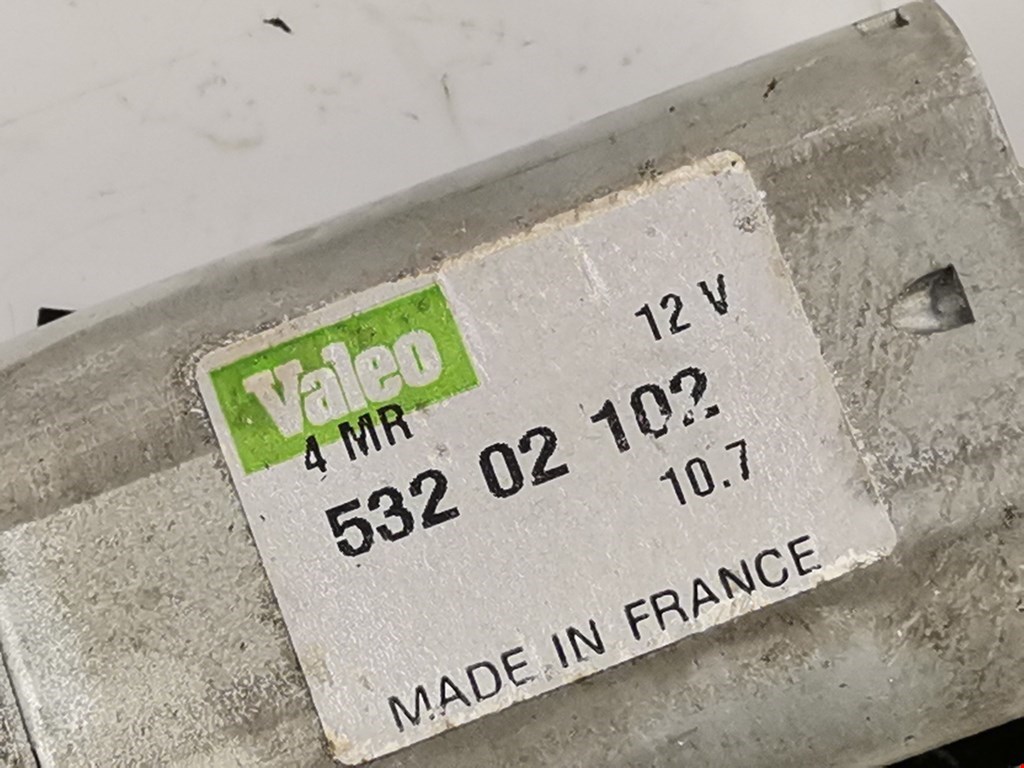 Valeo
12 V
4 MR
532 02 102
10.7
MADE IN FRANCE